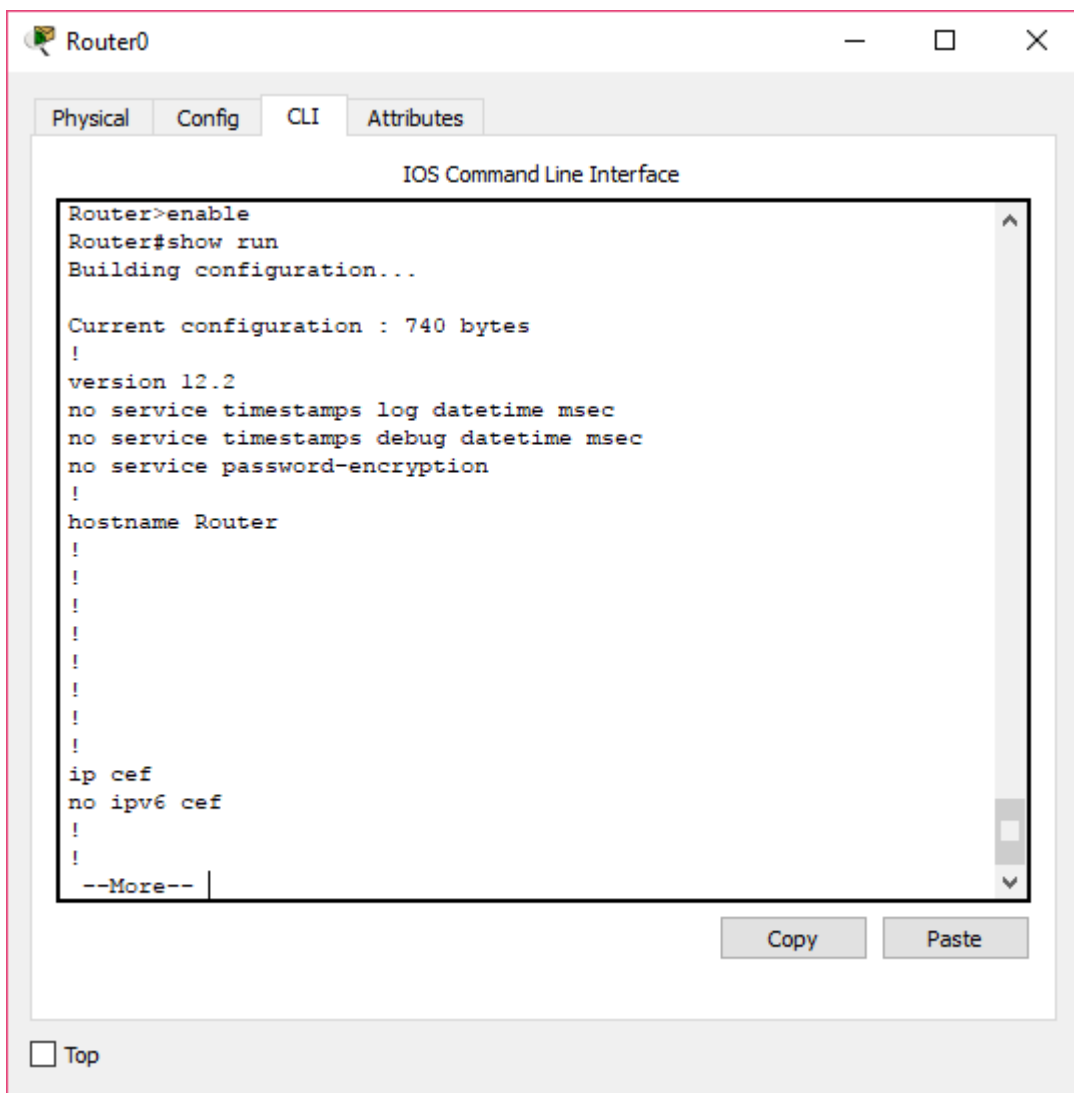 Router0
Physical Config CLI Attributes
IOS Command Line Interface
Router>enable
Router#show run
Building configuration...
Current configuration : 740 bytes
!
version 12.2
no service timestamps log datetime msec
no service timestamps debug datetime msec
no service password-encryption
!
hostname Router
!
!
!
!
!
!
!
!
ip cef
no ipv6 cef
!
!
--More--
Copy Paste
Top